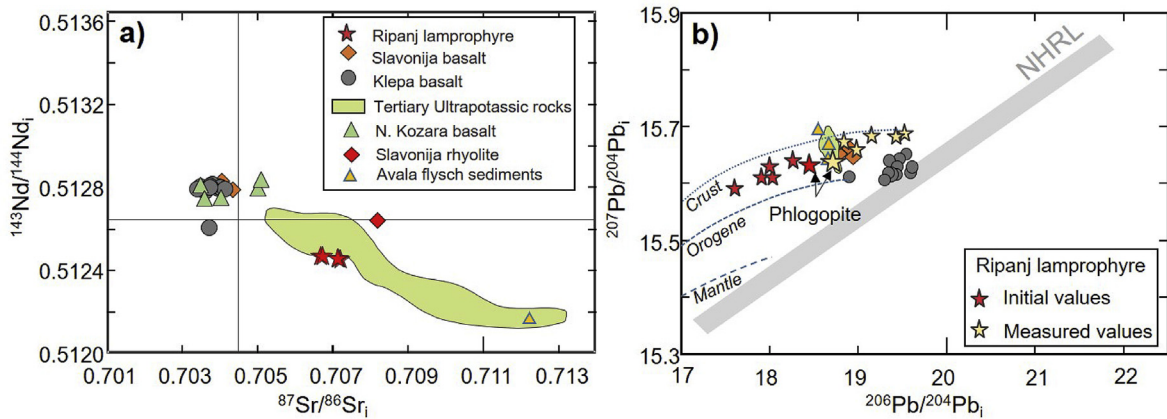 a)
0.5136
0.5132
0.5128
0.5124
0.5120
143Nd/144Ndi
0.701
0.703
0.705
0.707
0.709
0.711
0.713
87Sr/86Sri
Ripanj lamprophyre
Slavonija basalt
Klepa basalt
Tertiary Ultrapotassic rocks
N. Kozara basalt
Slavonija rhyolite
Avala flysch sediments
b)
15.9
15.7
15.5
15.3
207Pb/204Pbi
17
18
19
20
21
22
206Pb/204Pbi
NHRL
Crust
Orogene
Mantle
Phlogopite
Ripanj lamprophyre
Initial values
Measured values